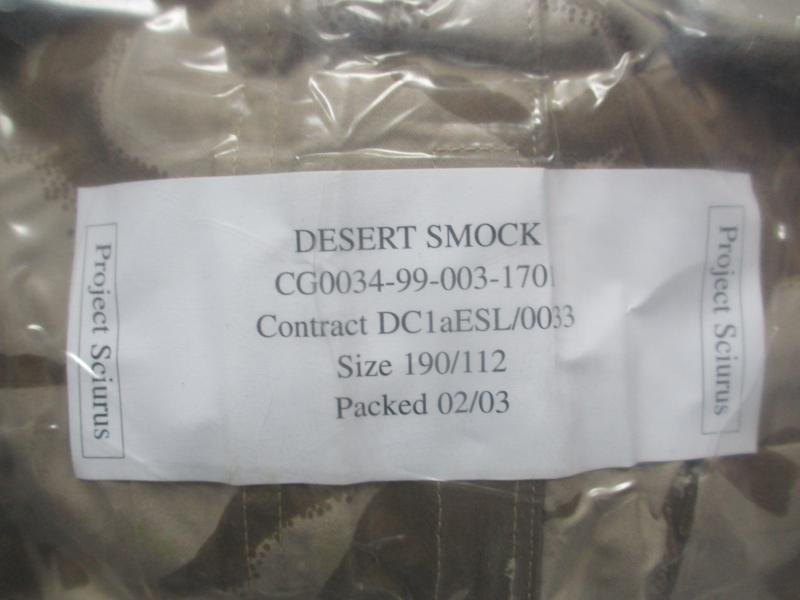 DESERT SMOCK
CG0034-99-003-1701
Contract DC1aESL/0033
Size 190/112
Packed 02/03
Project Sciurus
Project Sciurus